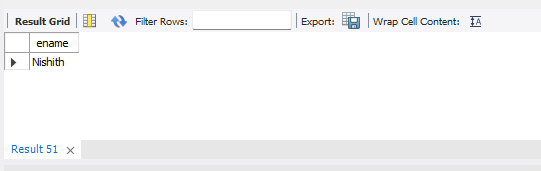 Result Grid Filter Rows: Export: Wrap Cell Content: A
ename
Nishith
Result 51 ×